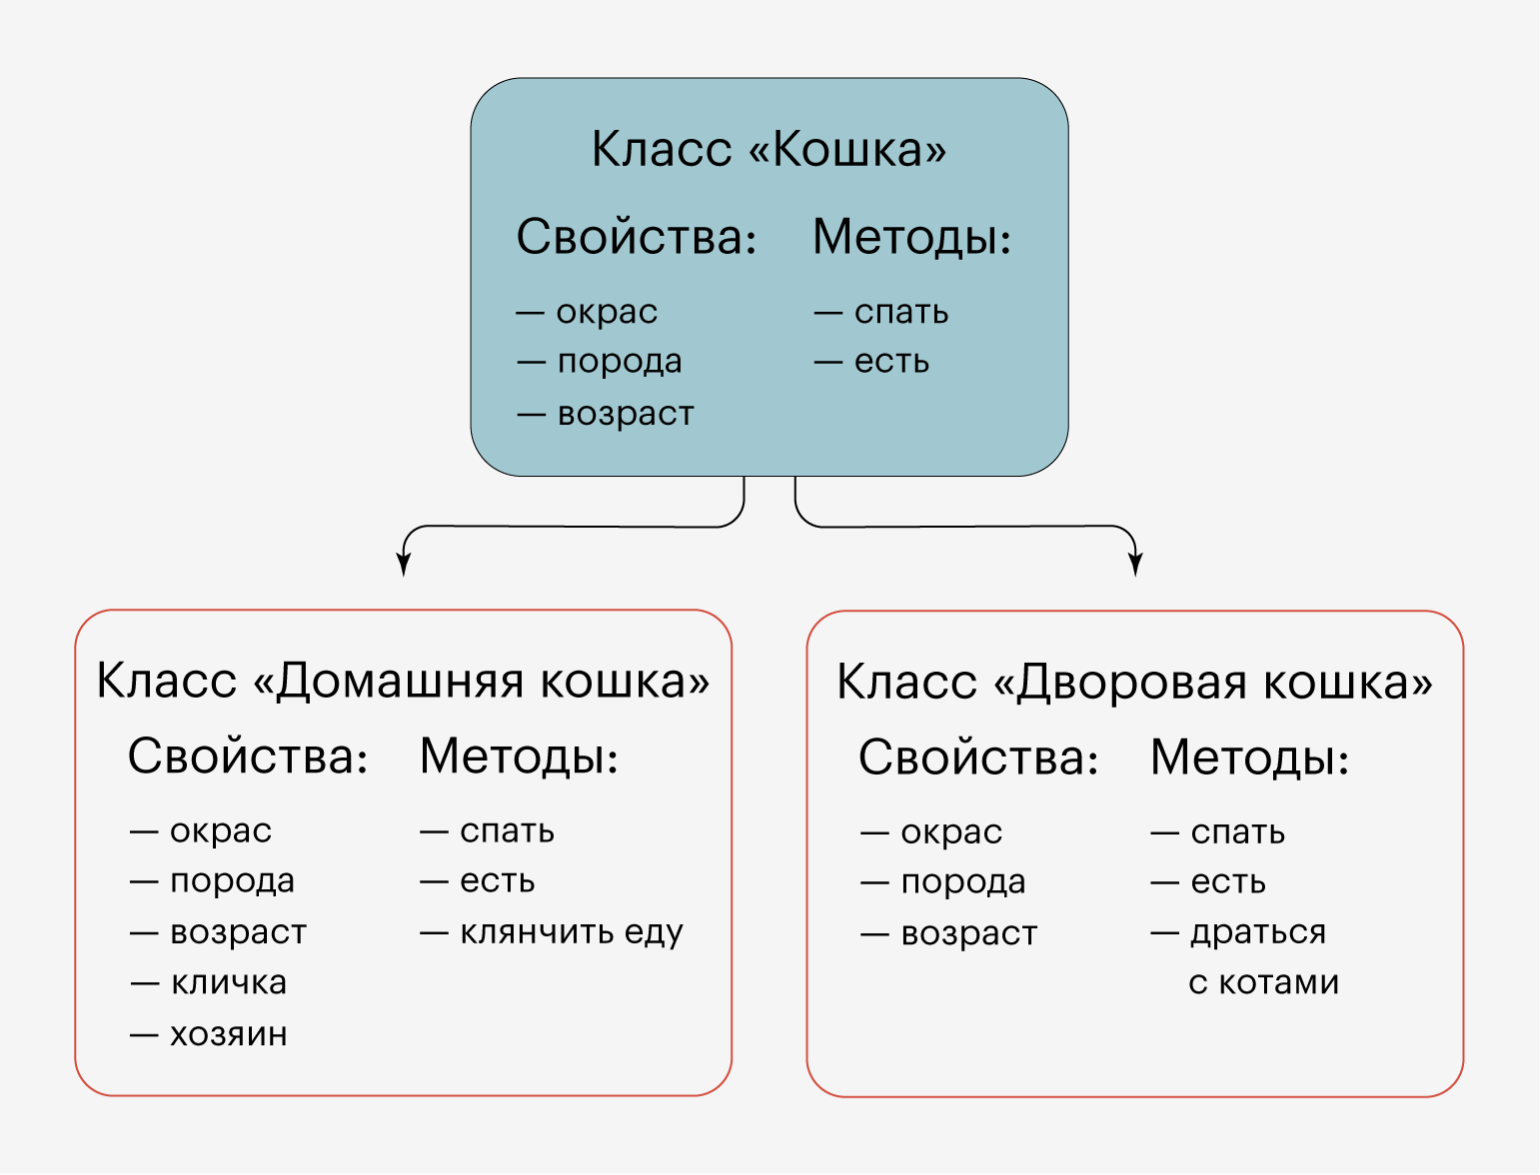 Класс «Кошка»
Свойства:
— окрас
— порода
— возраст
Методы:
— спать
— есть
Класс «Домашняя кошка»
Свойства:
— окрас
— порода
— возраст
— кличка
— хозяин
Методы:
— спать
— есть
— клянчить еду
Класс «Дворовая кошка»
Свойства:
— окрас
— порода
— возраст
Методы:
— спать
— есть
— драться
с котами